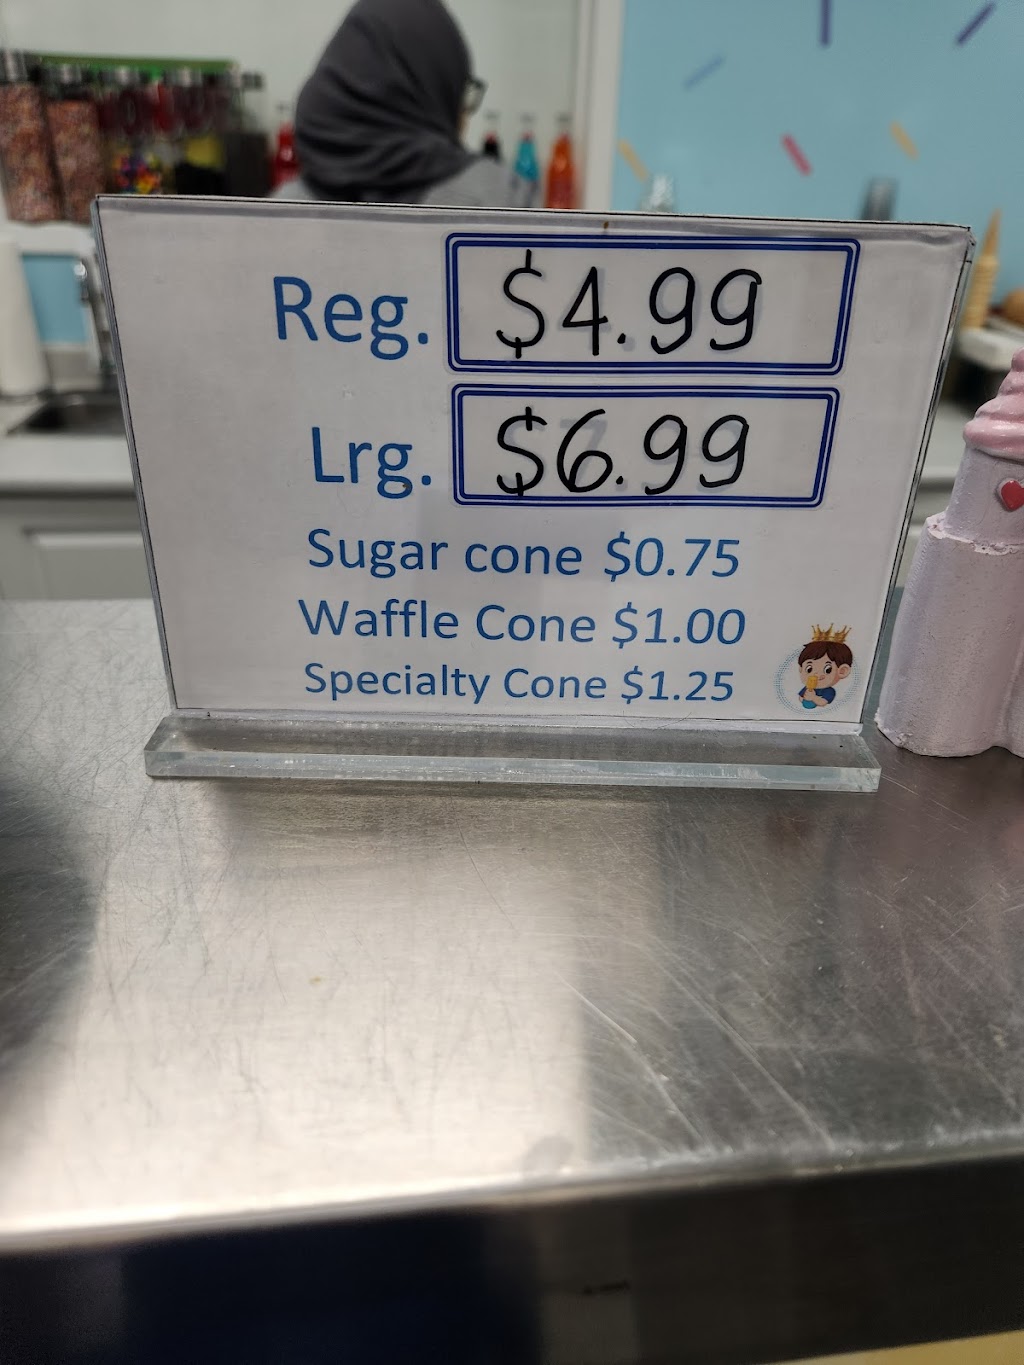 Reg. $4.99
Lrg. $6.99
Sugar cone $0.75
Waffle Cone $1.00
Specialty Cone $1.25